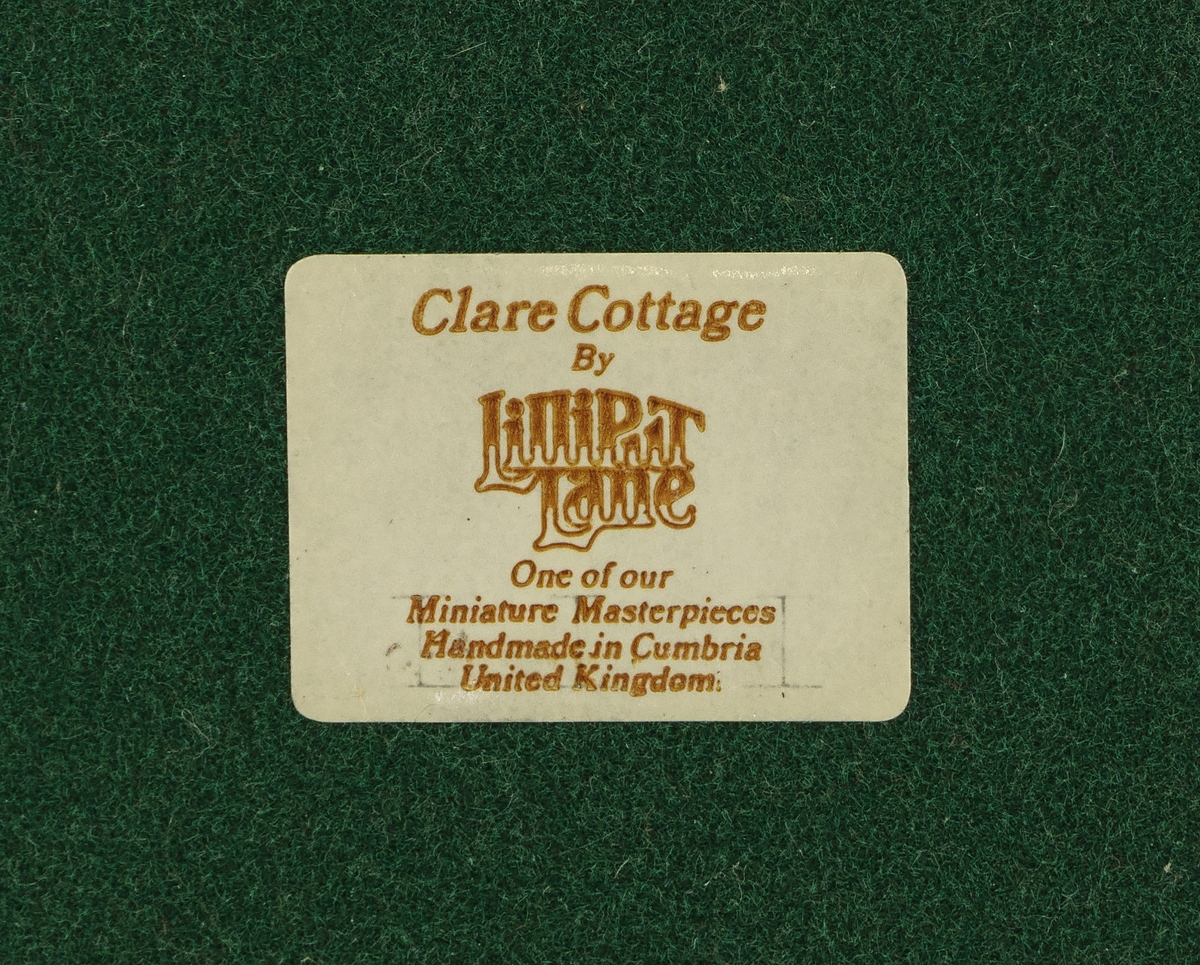 Clare Cottage
By
Lilliput
Lane
One of our
Miniature Masterpieces
Handmade in Cumbria
United Kingdom.